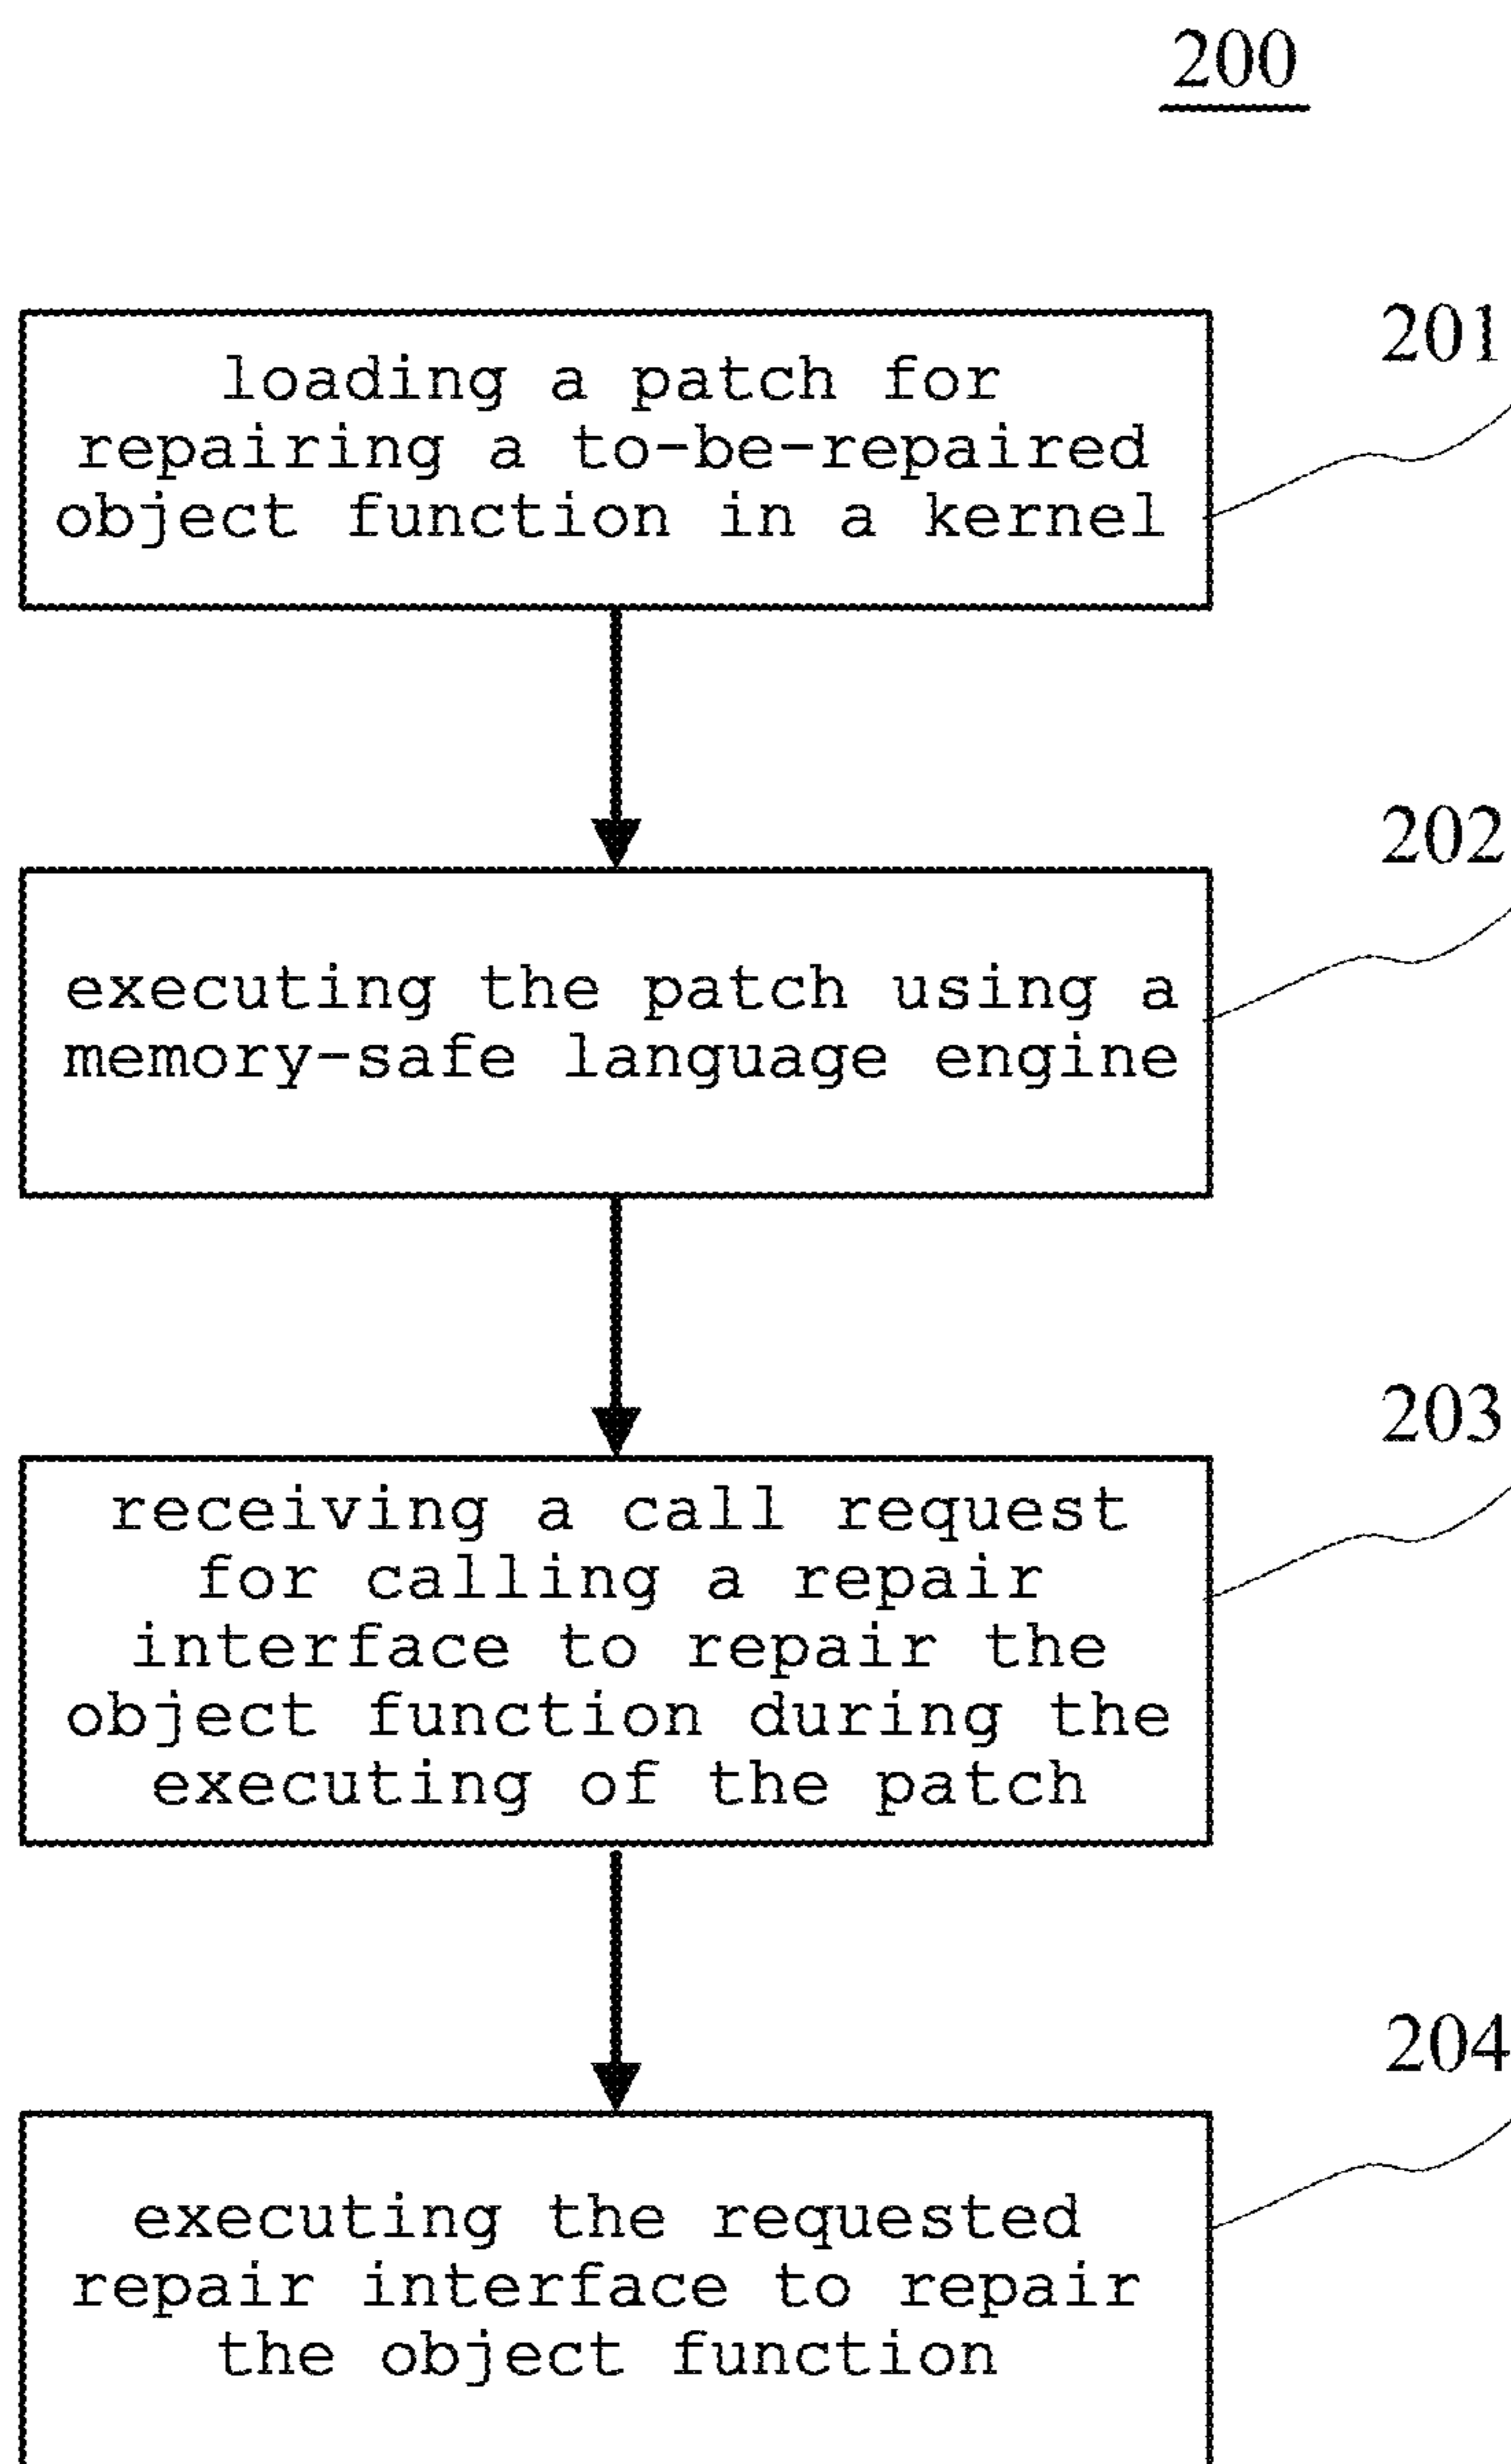 200
201
loading a patch for
repairing a to-be-repaired
object function in a kernel
202
executing the patch using a
memory-safe language engine
203
receiving a call request
for calling a repair
interface to repair the
object function during the
executing of the patch
204
executing the requested
repair interface to repair
the object function